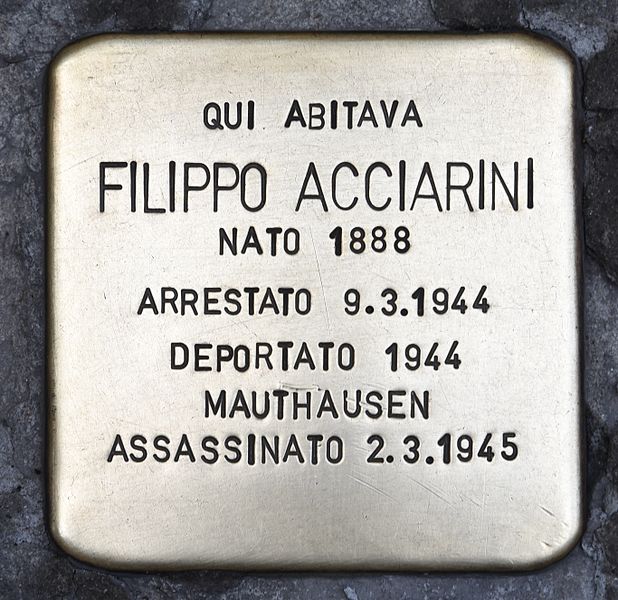 QUI ABITAVA
FILIPPO ACCIARINI
NATO 1888
ARRESTATO 9.3.1944
DEPORTATO 1944
MAUTHAUSEN
ASSASSINATO 2.3.1945